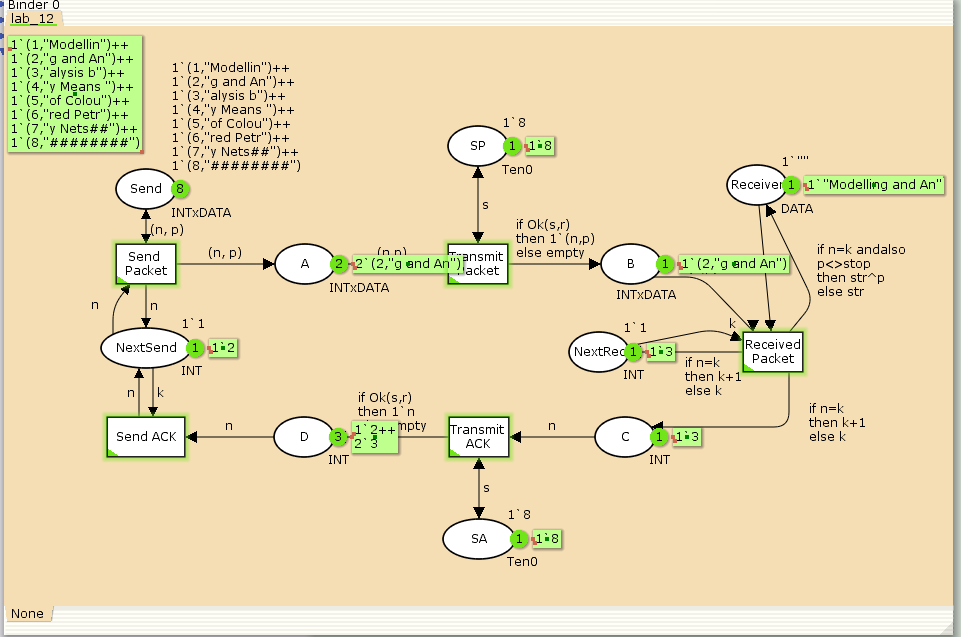 Binder 0
lab_12
1`(1,"Modellin")++
1`(2,"g and An")++
1`(3,"alysis b")++
1`(4,"y Means ")++
1`(5,"of Colou")++
1`(6,"red Petr")++
1`(7,"y Nets##")++
1`(8,"########")
1`(1,"Modellin")++
1`(2,"g and An")++
1`(3,"alysis b")++
1`(4,"y Means ")++
1`(5,"of Colou")++
1`(6,"red Petr")++
1`(7,"y Nets##")++
1`(8,"########")
Send
8
INTxDATA
(n, p)
1`8
SP
1
1`8
Ten0
s
1`""
Receiver
1
1`"Modelling and An"
DATA
Send
Packet
(n, p)
A
2
2`(2,"g and An")
(n,p)
INTxDATA
Transmit
Packet
if Ok(s,r)
then 1`(n,p)
else empty
B
1
1`(2,"g and An")
INTxDATA
if n=k andalso
p<>stop
then str^p
else str
n
n
1`1
NextSend
1
1`2
INT
1`1
NextRec
1
1`3
INT
k
if n=k
then k+1
else k
Received
Packet
n
k
Send ACK
n
D
3
1`2++
2`3
INT
if Ok(s,r)
then 1`n
empty
Transmit
ACK
n
C
1
1`3
INT
if n=k
then k+1
else k
s
1`8
SA
1
1`8
Ten0
None